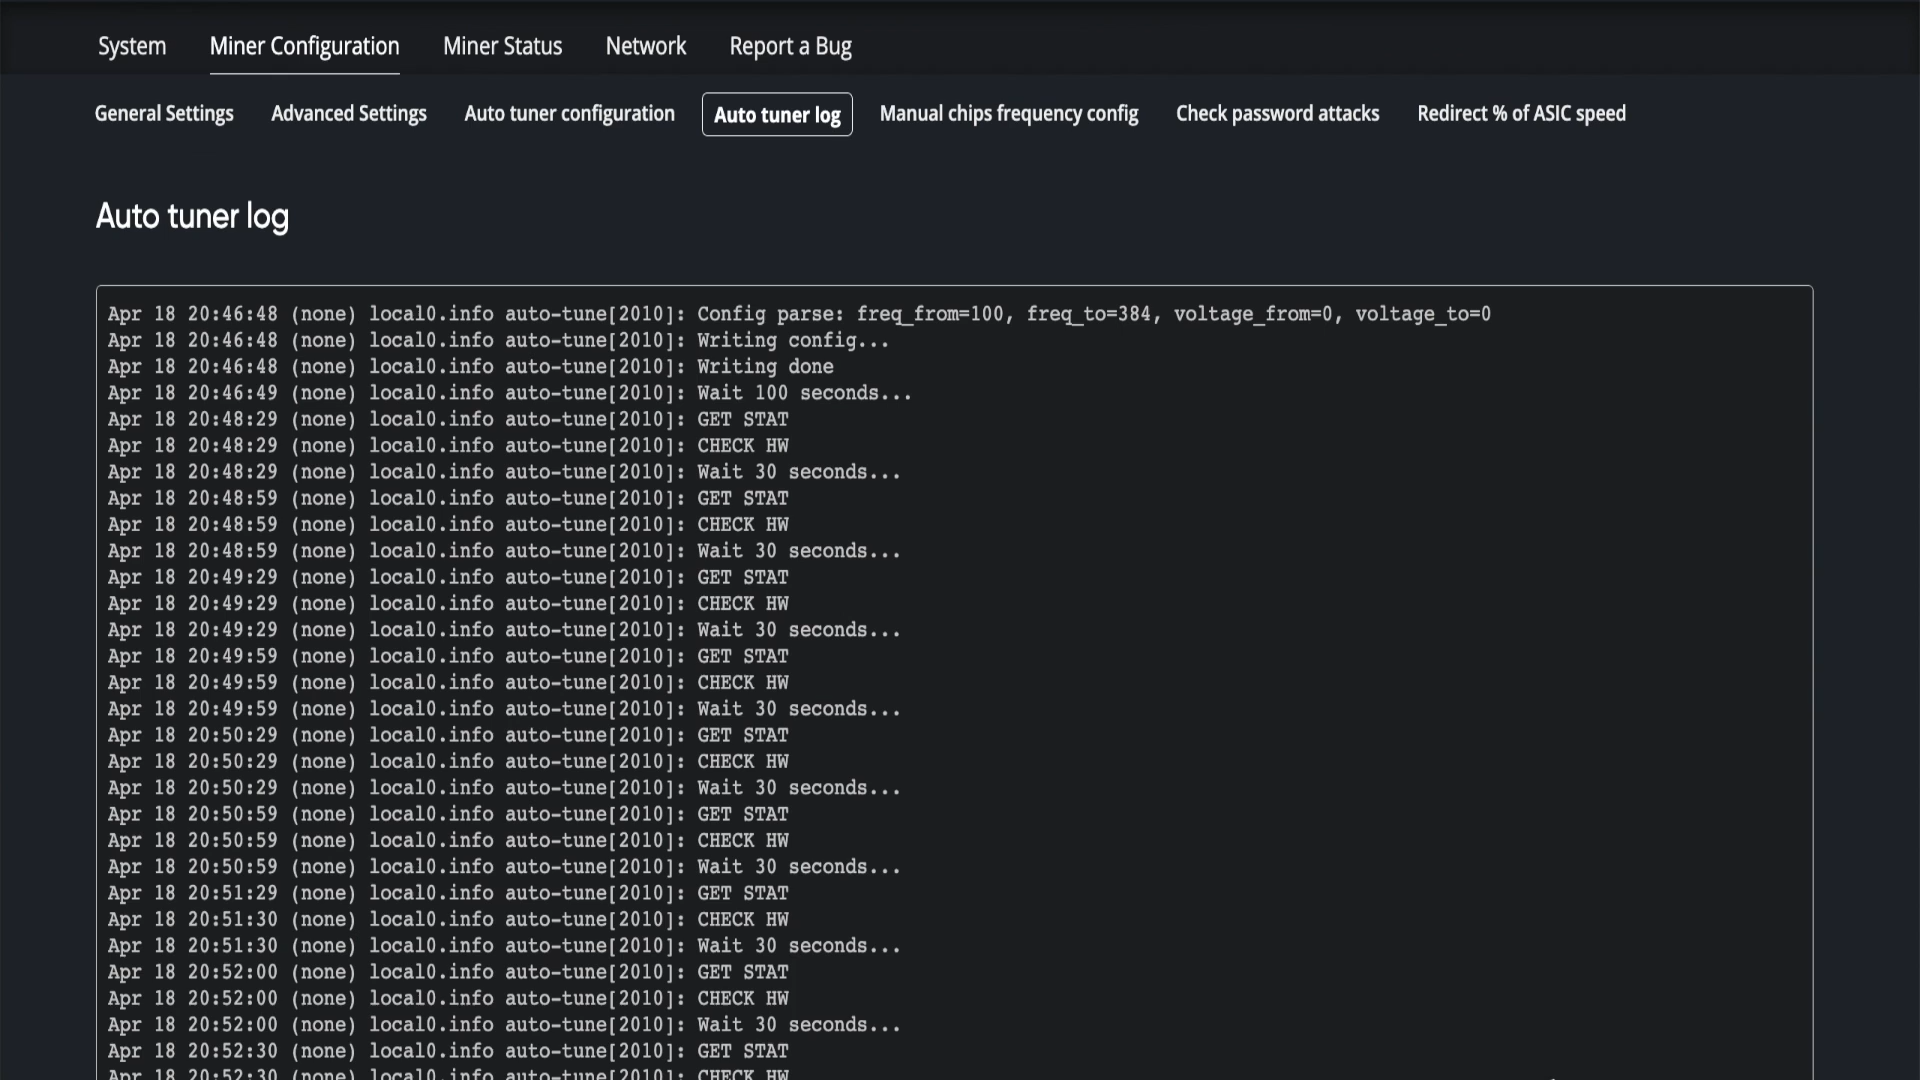 System Miner Configuration Miner Status Network Report a Bug
General Settings Advanced Settings Auto tuner configuration Auto tuner log Manual chips frequency config Check password attacks Redirect % of ASIC speed
Auto tuner log
Apr 18 20:46:48 (none) local0.info auto-tune[2010]: Config parse: freq_from=100, freq_to=384, voltage_from=0, voltage_to=0
Apr 18 20:46:48 (none) local0.info auto-tune[2010]: Writing config...
Apr 18 20:46:48 (none) local0.info auto-tune[2010]: Writing done
Apr 18 20:46:49 (none) local0.info auto-tune[2010]: Wait 100 seconds...
Apr 18 20:48:29 (none) local0.info auto-tune[2010]: GET STAT
Apr 18 20:48:29 (none) local0.info auto-tune[2010]: CHECK HW
Apr 18 20:48:29 (none) local0.info auto-tune[2010]: Wait 30 seconds...
Apr 18 20:48:59 (none) local0.info auto-tune[2010]: GET STAT
Apr 18 20:48:59 (none) local0.info auto-tune[2010]: CHECK HW
Apr 18 20:48:59 (none) local0.info auto-tune[2010]: Wait 30 seconds...
Apr 18 20:49:29 (none) local0.info auto-tune[2010]: GET STAT
Apr 18 20:49:29 (none) local0.info auto-tune[2010]: CHECK HW
Apr 18 20:49:29 (none) local0.info auto-tune[2010]: Wait 30 seconds...
Apr 18 20:49:59 (none) local0.info auto-tune[2010]: GET STAT
Apr 18 20:49:59 (none) local0.info auto-tune[2010]: CHECK HW
Apr 18 20:49:59 (none) local0.info auto-tune[2010]: Wait 30 seconds...
Apr 18 20:50:29 (none) local0.info auto-tune[2010]: GET STAT
Apr 18 20:50:29 (none) local0.info auto-tune[2010]: CHECK HW
Apr 18 20:50:29 (none) local0.info auto-tune[2010]: Wait 30 seconds...
Apr 18 20:50:59 (none) local0.info auto-tune[2010]: GET STAT
Apr 18 20:50:59 (none) local0.info auto-tune[2010]: CHECK HW
Apr 18 20:50:59 (none) local0.info auto-tune[2010]: Wait 30 seconds...
Apr 18 20:51:29 (none) local0.info auto-tune[2010]: GET STAT
Apr 18 20:51:30 (none) local0.info auto-tune[2010]: CHECK HW
Apr 18 20:51:30 (none) local0.info auto-tune[2010]: Wait 30 seconds...
Apr 18 20:52:00 (none) local0.info auto-tune[2010]: GET STAT
Apr 18 20:52:00 (none) local0.info auto-tune[2010]: CHECK HW
Apr 18 20:52:00 (none) local0.info auto-tune[2010]: Wait 30 seconds...
Apr 18 20:52:30 (none) local0.info auto-tune[2010]: GET STAT
Apr 18 20:52:30 (none) local0.info auto-tune[2010]: CHECK HW